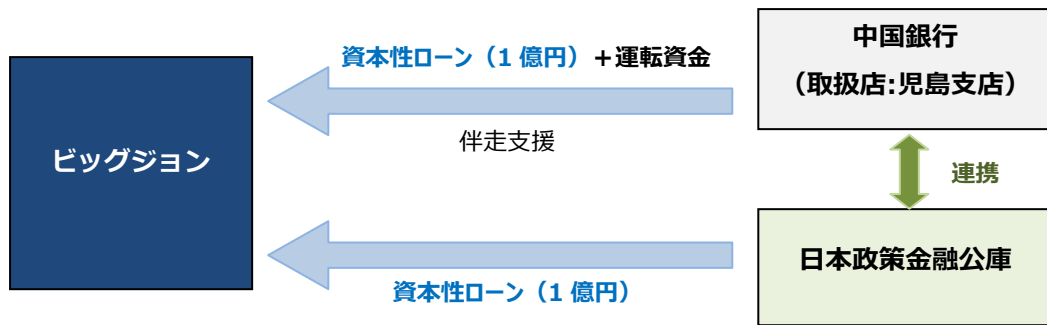 中国銀行
(取扱店:児島支店)
資本性ローン(1 億円)+運転資金
伴走支援
ビッグジョン
連携
日本政策金融公庫
資本性ローン(1 億円)